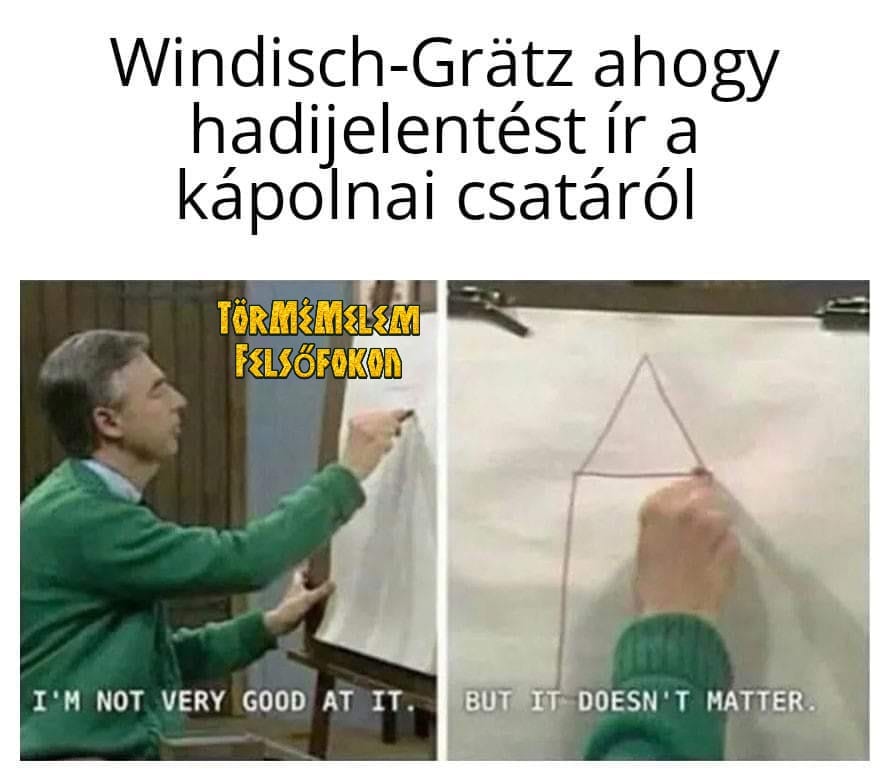 Windisch-Grätz ahogy
hadijelentést ír a
kápolnai csatáról
TörMéMelem
Felsőfokon
I'M NOT VERY GOOD AT IT.
BUT IT DOESN'T MATTER.